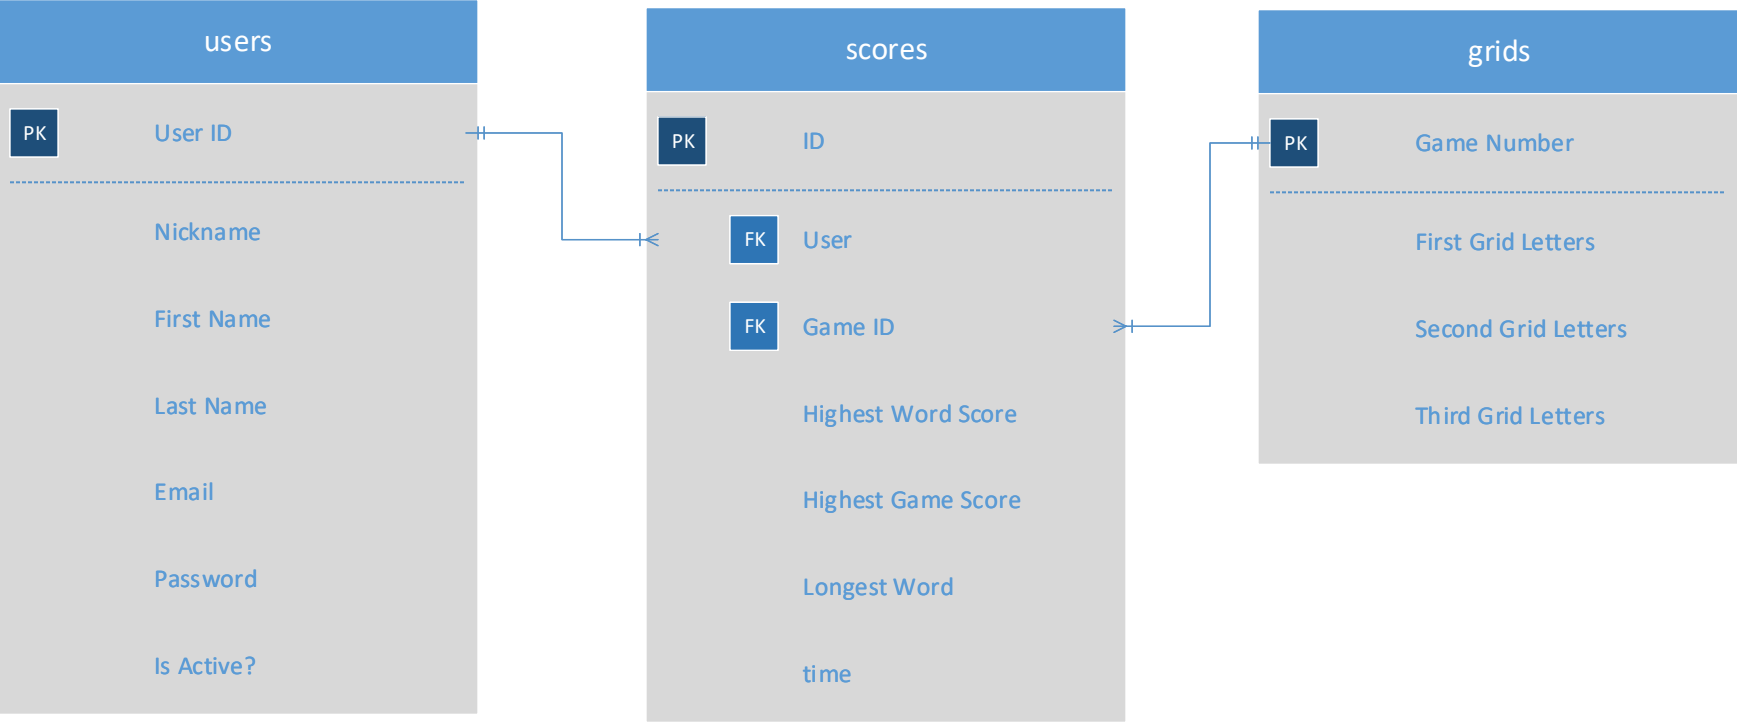 users
PK User ID
Nickname
First Name
Last Name
Email
Password
Is Active?
scores
PK ID
FK User
FK Game ID
Highest Word Score
Highest Game Score
Longest Word
time
grids
PK Game Number
First Grid Letters
Second Grid Letters
Third Grid Letters